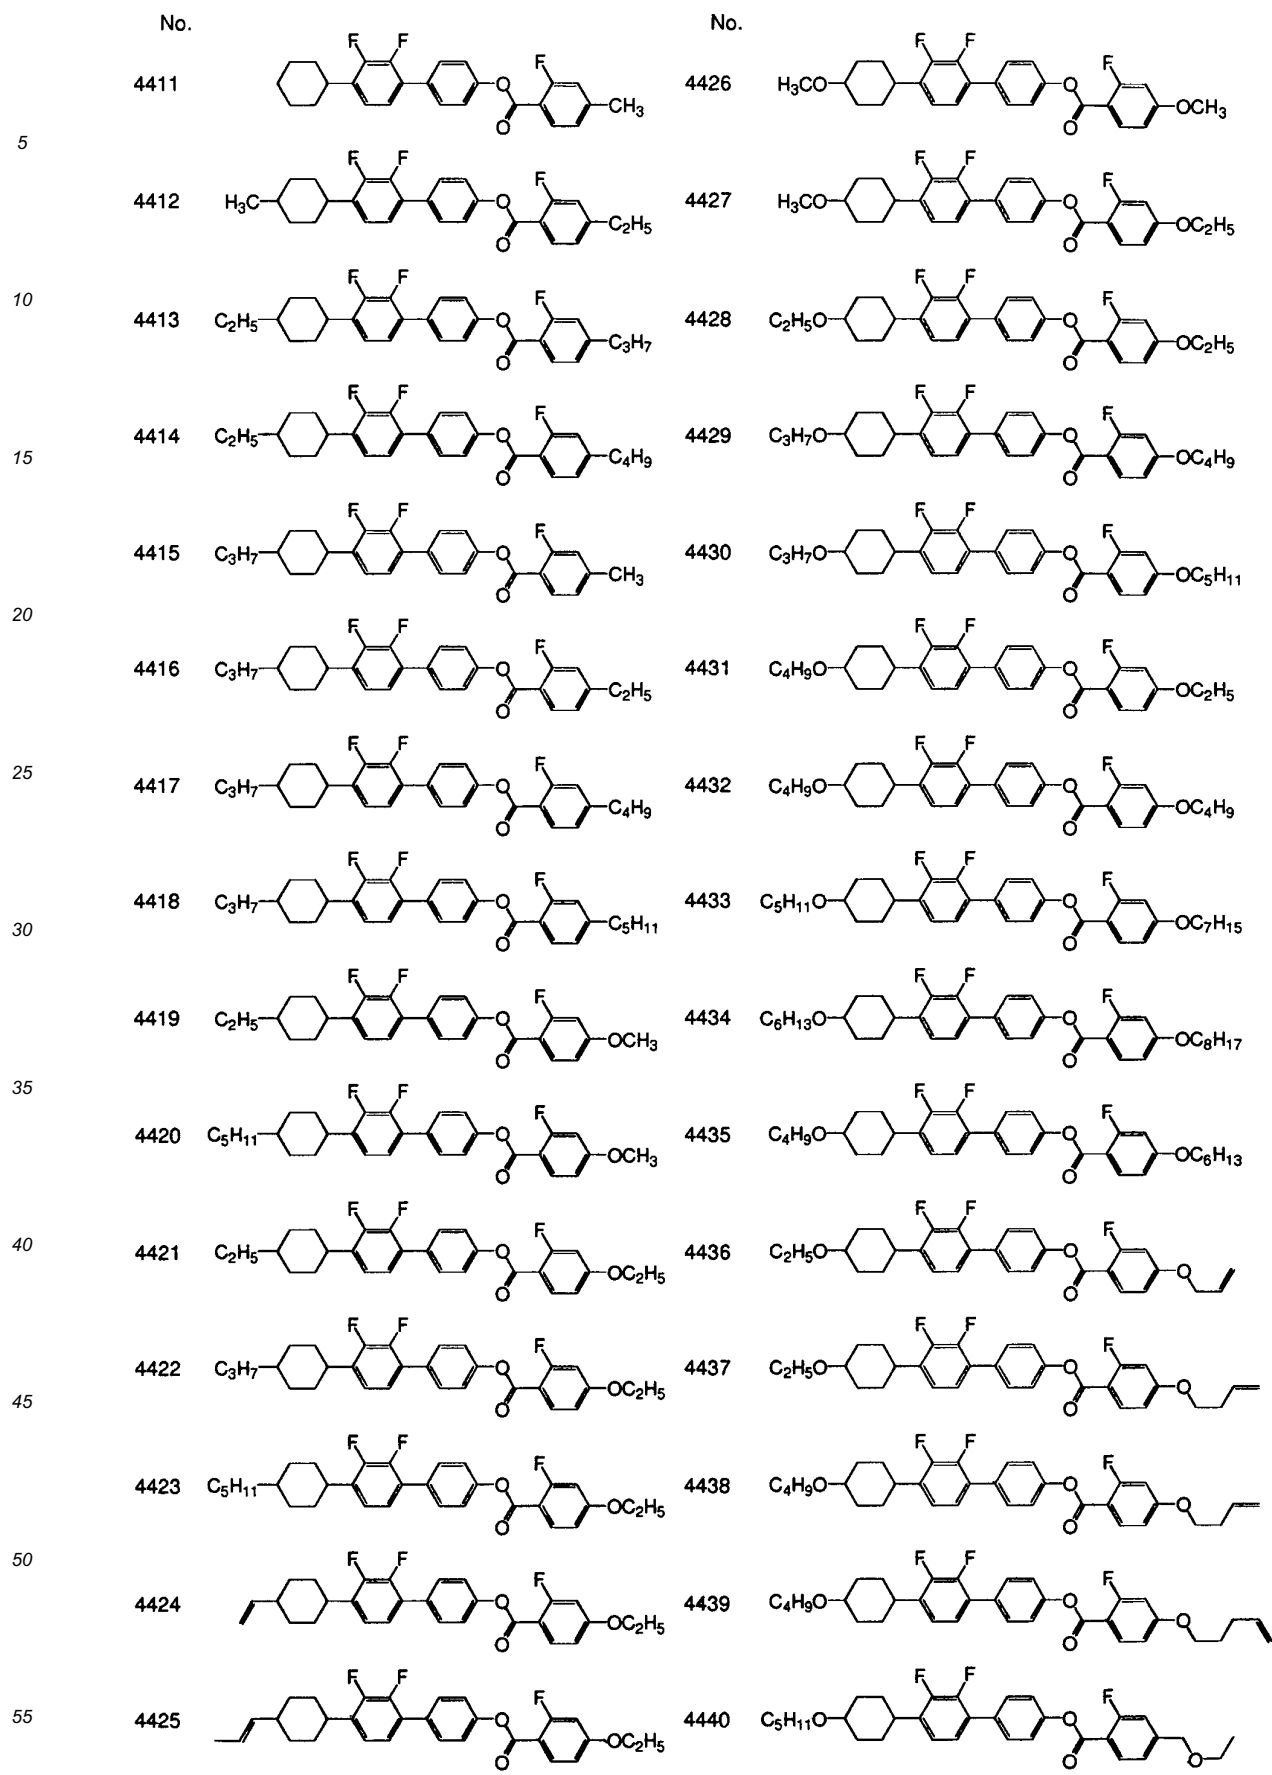 No.
F F
F
4411 O
CH3
O
5
F F
F
4412 H3C O
C2H5
O
10
F F
F
4413 C2H5 O
C3H7
O
F F
F
4414 C2H5 O
C4H9
O
15
F F
F
4415 C3H7 O
CH3
O
20
F F
F
4416 C3H7 O
C2H5
O
25
F F
F
4417 C3H7 O
C4H9
O
F F
F
4418 C3H7 O
C5H11
O
30
F F
F
4419 C2H5 O
OCH3
O
35
F F
F
4420 C5H11 O
OCH3
O
40
F F
F
4421 C2H5 O
OC2H5
O
F F
F
4422 C3H7 O
OC2H5
O
45
F F
F
4423 C5H11 O
OC2H5
O
50
F F
F
4424 O
OC2H5
O
55
F F
F
4425 O
OC2H5
O
No.
F F
F
4426 H3CO O
OCH3
O
F F
F
4427 H3CO O
OC2H5
O
F F
F
4428 C2H5O O
OC2H5
O
F F
F
4429 C3H7O O
OC4H9
O
F F
F
4430 C3H7O O
OC5H11
O
F F
F
4431 C4H9O O
OC2H5
O
F F
F
4432 C4H9O O
OC4H9
O
F F
F
4433 C5H11O O
OC7H15
O
F F
F
4434 C6H13O O
OC8H17
O
F F
F
4435 C4H9O O
OC6H13
O
F F
F
4436 C2H5O O
O
O
F F
F
4437 C2H5O O
O
O
F F
F
4438 C4H9O O
O
O
F F
F
4439 C4H9O O
O
O
F F
F
4440 C5H11O O
O
O